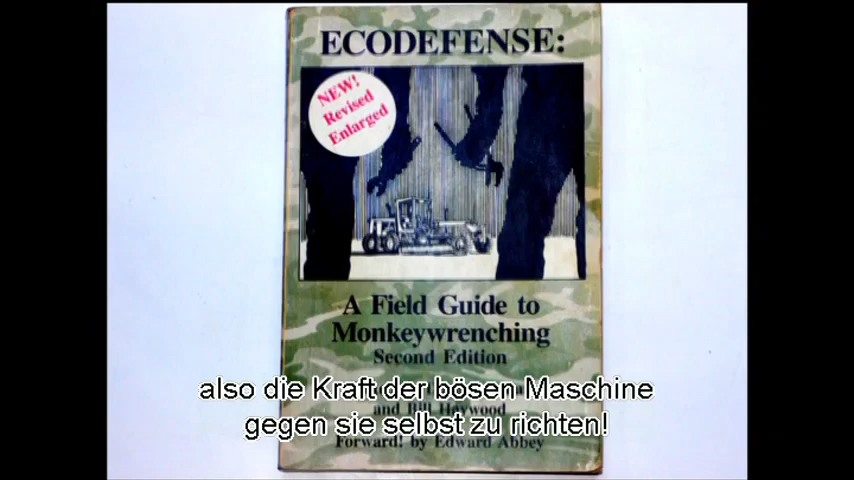 ECODEFENSE:
NEW!
Revised
Enlarged
A Field Guide to
Monkeywrenching
Second Edition
also die Kraft der bösen Maschine
and Bill Haywood
gegen sie selbst zu richten!
Forward! by Edward Abbey